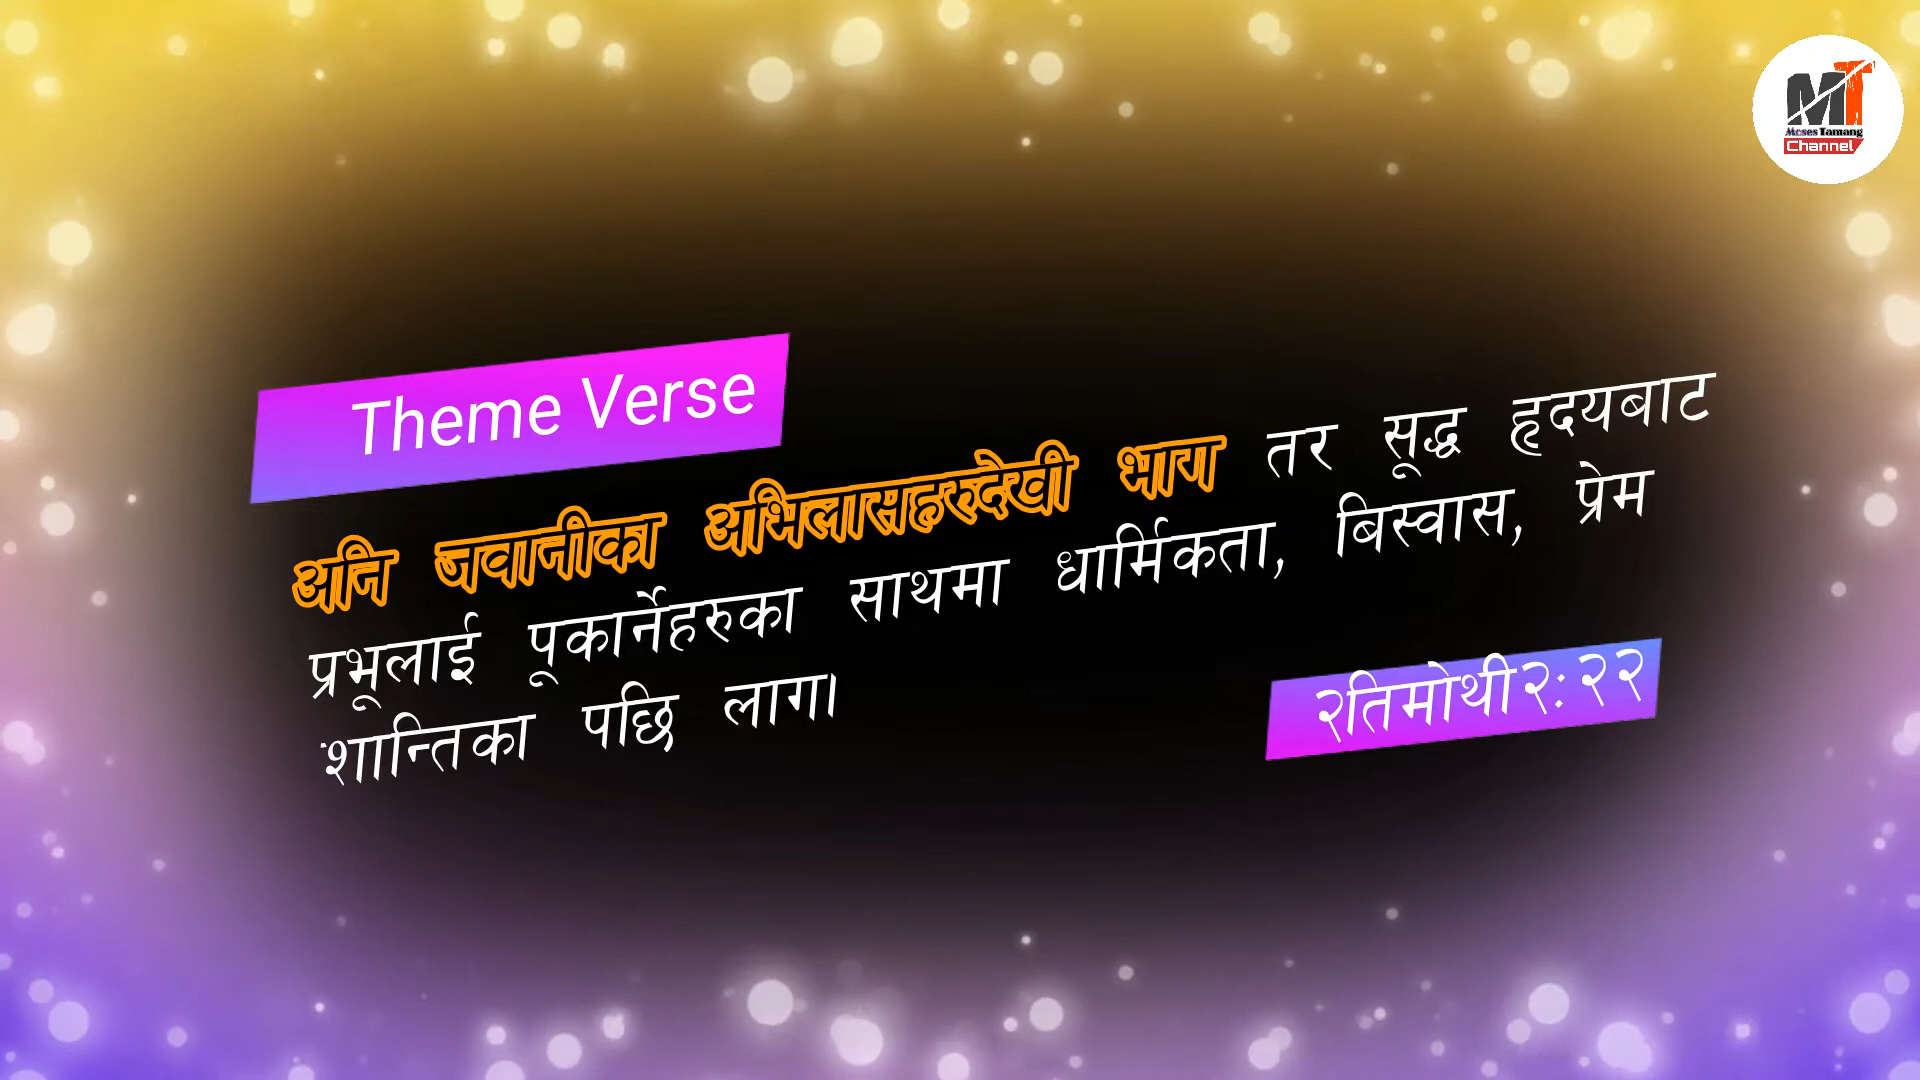 MT
Moses Tamang
Channel
Theme Verse
अनि जवानीका अभिलासहरुदेखी भाग तर सूद्ध हृदयबाट
प्रभूलाई पूकार्नेहरुका साथमा धार्मिकता, बिस्वास, प्रेम
शान्तिका पछि लाग।
२तिमोथी२:२२